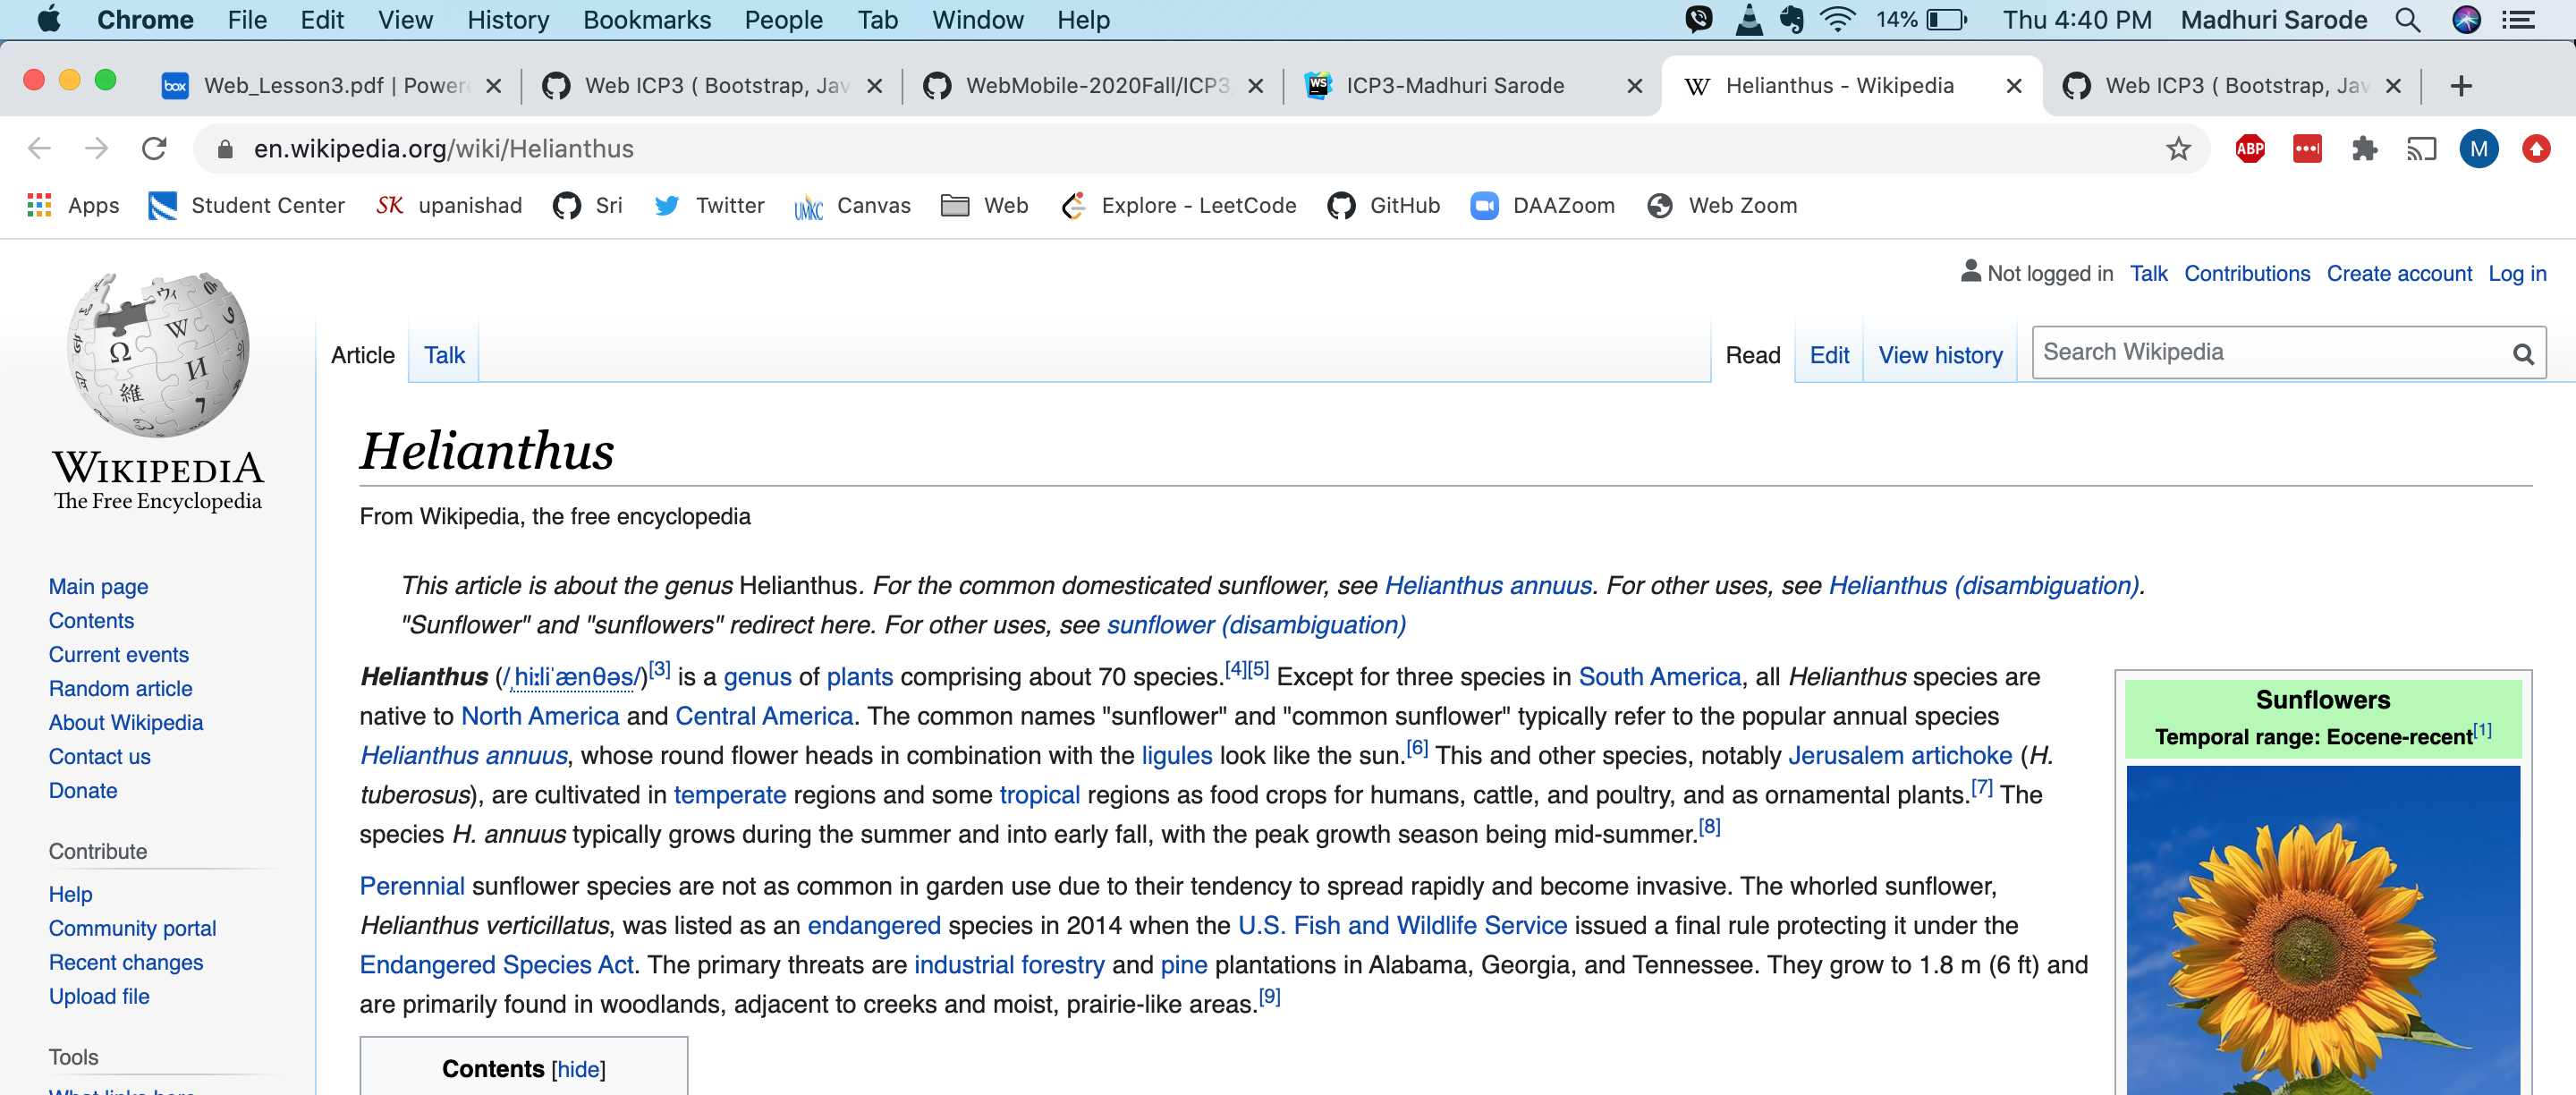 Chrome File Edit View History Bookmarks People Tab Window Help 14% Thu 4:40 PM Madhuri Sarode
box Web_Lesson3.pdf | Power Web ICP3 ( Bootstrap, Jav WebMobile-2020Fall/ICP3 WS ICP3-Madhuri Sarode W Helianthus - Wikipedia Web ICP3 ( Bootstrap, Jav
en.wikipedia.org/wiki/Helianthus ABP M
Apps Student Center SK upanishad Sri Twitter UMKC Canvas Web Explore - LeetCode GitHub DAAZoom Web Zoom
Not logged in Talk Contributions Create account Log in
Article Talk Read Edit View history Search Wikipedia
WIKIPEDIA
The Free Encyclopedia
Helianthus
From Wikipedia, the free encyclopedia
This article is about the genus Helianthus. For the common domesticated sunflower, see Helianthus annuus. For other uses, see Helianthus (disambiguation).
"Sunflower" and "sunflowers" redirect here. For other uses, see sunflower (disambiguation)
Helianthus (/ˌhiːliˈænθəs/)[3] is a genus of plants comprising about 70 species.[4][5] Except for three species in South America, all Helianthus species are
native to North America and Central America. The common names "sunflower" and "common sunflower" typically refer to the popular annual species
Helianthus annuus, whose round flower heads in combination with the ligules look like the sun.[6] This and other species, notably Jerusalem artichoke (H.
tuberosus), are cultivated in temperate regions and some tropical regions as food crops for humans, cattle, and poultry, and as ornamental plants.[7] The
species H. annuus typically grows during the summer and into early fall, with the peak growth season being mid-summer.[8]
Perennial sunflower species are not as common in garden use due to their tendency to spread rapidly and become invasive. The whorled sunflower,
Helianthus verticillatus, was listed as an endangered species in 2014 when the U.S. Fish and Wildlife Service issued a final rule protecting it under the
Endangered Species Act. The primary threats are industrial forestry and pine plantations in Alabama, Georgia, and Tennessee. They grow to 1.8 m (6 ft) and
are primarily found in woodlands, adjacent to creeks and moist, prairie-like areas.[9]
Contents [hide]
Sunflowers
Temporal range: Eocene-recent[1]
Main page
Contents
Current events
Random article
About Wikipedia
Contact us
Donate
Contribute
Help
Community portal
Recent changes
Upload file
Tools
What links here